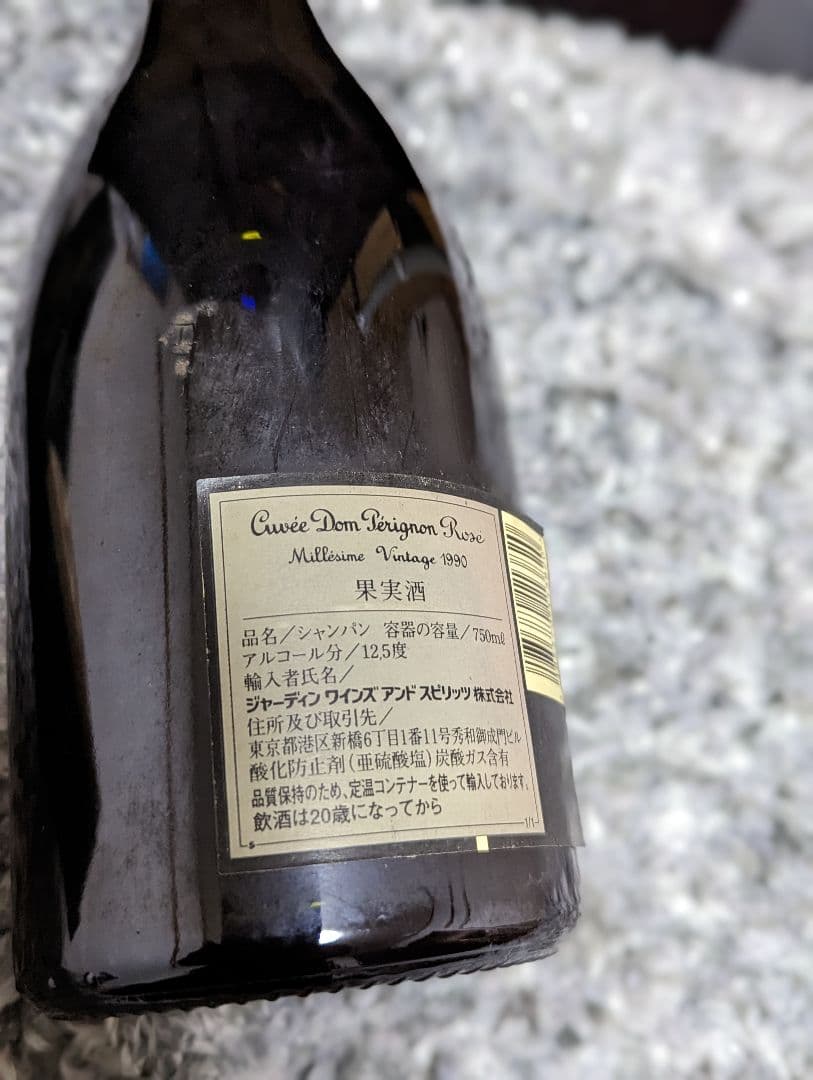 Cuvée Dom Pérignon Rosé
Millésime Vintage 1990
果実酒
品名／シャンパン 容器の容量／750mℓ
アルコール分／12.5度
輸入者氏名／
ジャーディン ワインズ アンド スピリッツ 株式会社
住所及び取引先／
東京都港区新橋6丁目1番11号秀和御成門ビル
酸化防止剤(亜硫酸塩)炭酸ガス含有
品質保持のため、定温コンテナーを使って輸入しております。
飲酒は20歳になってから
s
1/1